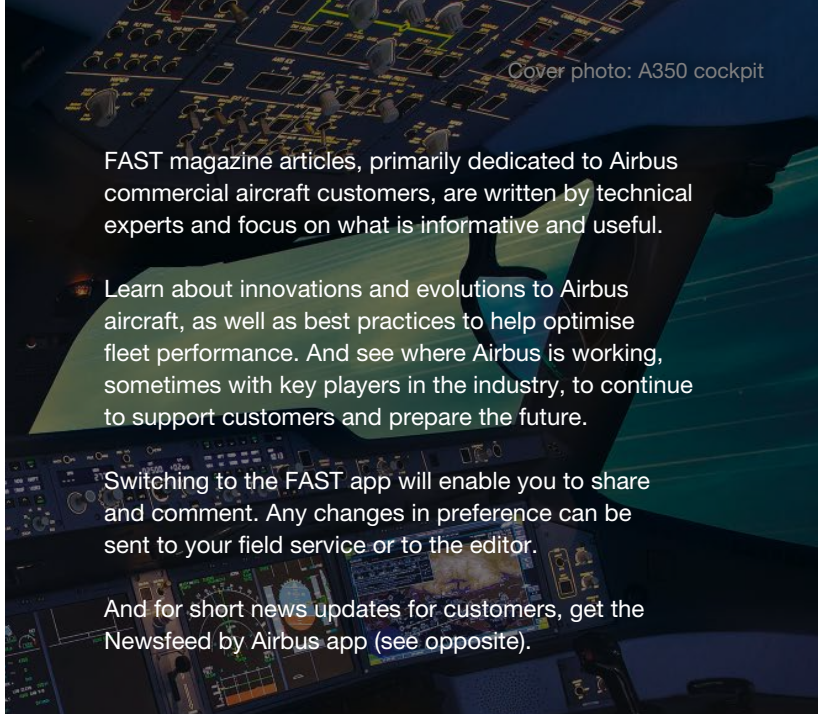 Cover photo: A350 cockpit
FAST magazine articles, primarily dedicated to Airbus
commercial aircraft customers, are written by technical
experts and focus on what is informative and useful.
Learn about innovations and evolutions to Airbus
aircraft, as well as best practices to help optimise
fleet performance. And see where Airbus is working,
sometimes with key players in the industry, to continue
to support customers and prepare the future.
Switching to the FAST app will enable you to share
and comment. Any changes in preference can be
sent to your field service or to the editor.
And for short news updates for customers, get the
Newsfeed by Airbus app (see opposite).